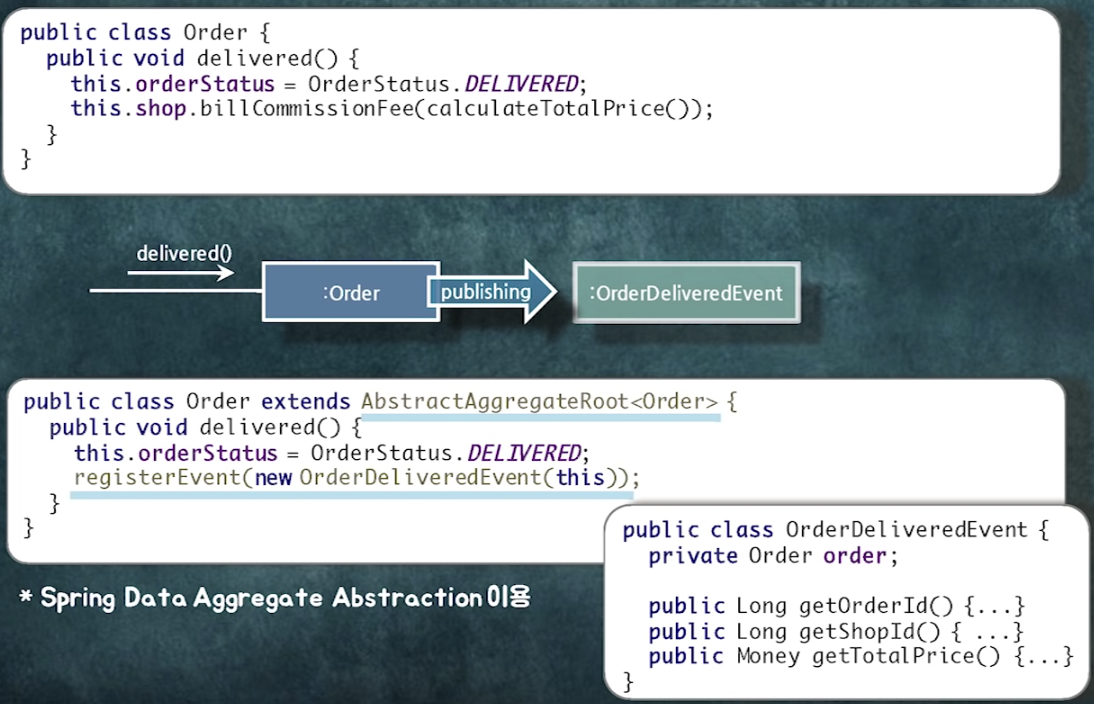 public class Order {
  public void delivered() {
    this.orderStatus = OrderStatus.DELIVERED;
    this.shop.billCommissionFee(calculateTotalPrice());
  }
}
delivered()
:Order
publishing
:OrderDeliveredEvent
public class Order extends AbstractAggregateRoot<Order> {
  public void delivered() {
    this.orderStatus = OrderStatus.DELIVERED;
    registerEvent(new OrderDeliveredEvent(this));
  }
}
* Spring Data Aggregate Abstraction 이용
public class OrderDeliveredEvent {
  private Order order;
  public Long getOrderId() {...}
  public Long getShopId() { ...}
  public Money getTotalPrice() {...}
}